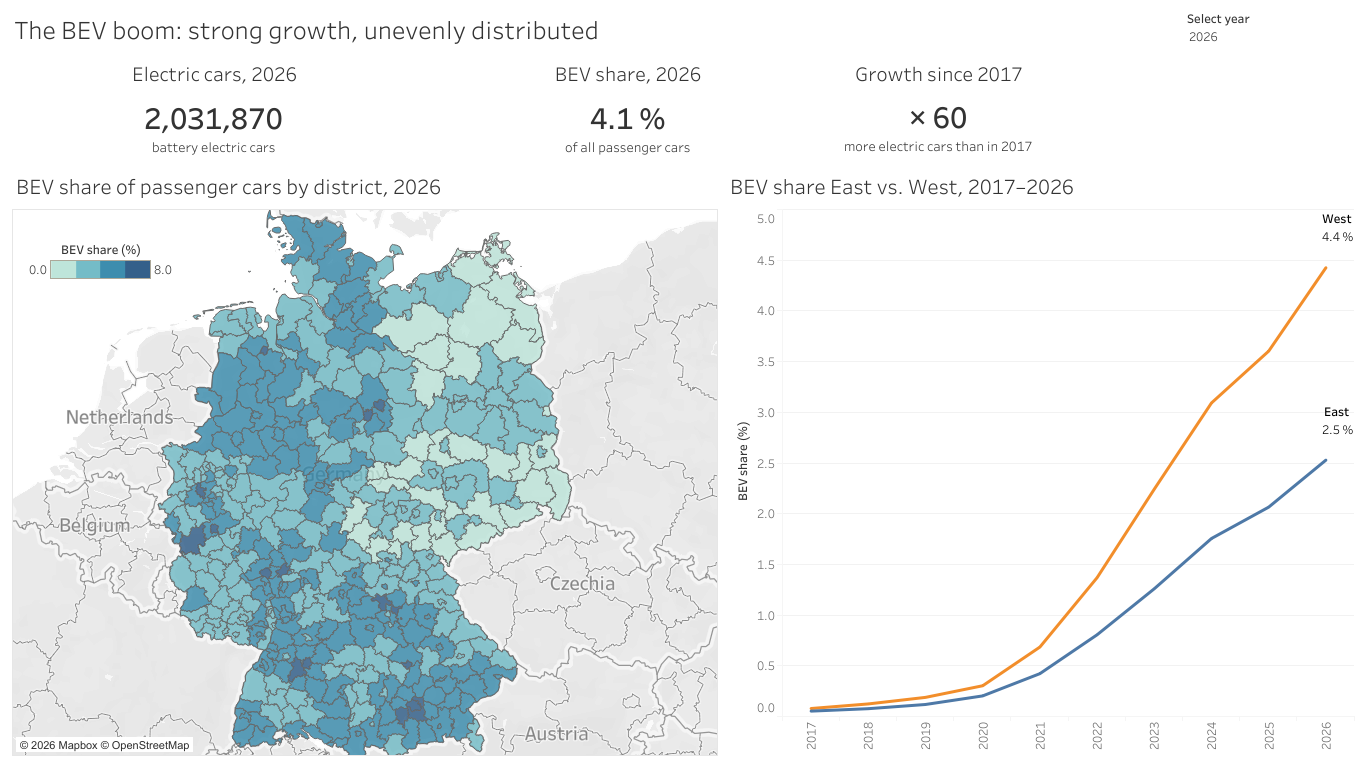 The BEV boom: strong growth, unevenly distributed
Select year
2026
Electric cars, 2026
2,031,870
battery electric cars
BEV share, 2026
4.1 %
of all passenger cars
Growth since 2017
× 60
more electric cars than in 2017
BEV share of passenger cars by district, 2026
BEV share (%)
0.0
8.0
Netherlands
Germany
Belgium
Czechia
Austria
© 2026 Mapbox © OpenStreetMap
BEV share East vs. West, 2017–2026
BEV share (%)
5.0
4.5
4.0
3.5
3.0
2.5
2.0
1.5
1.0
0.5
0.0
West
4.4 %
East
2.5 %
2017
2018
2019
2020
2021
2022
2023
2024
2025
2026